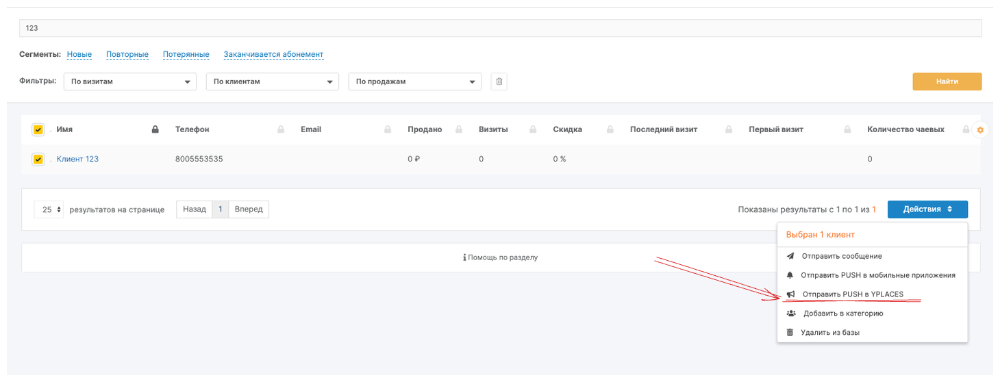 123
Сегменты: Новые Повторные Потерянные Заканчивается абонемент
Фильтры: По визитам По клиентам По продажам Найти
Имя Телефон Email Продано Визиты Скидка Последний визит Первый визит Количество чаевых
Клиент 123 8005553535 0 ₽ 0 0 % 0
25 результатов на странице Назад 1 Вперед Показаны результаты с 1 по 1 из 1 Действия
Выбран 1 клиент
Помощь по разделу
Отправить сообщение
Отправить PUSH в мобильные приложения
Отправить PUSH в YPLACES
Добавить в категорию
Удалить из базы